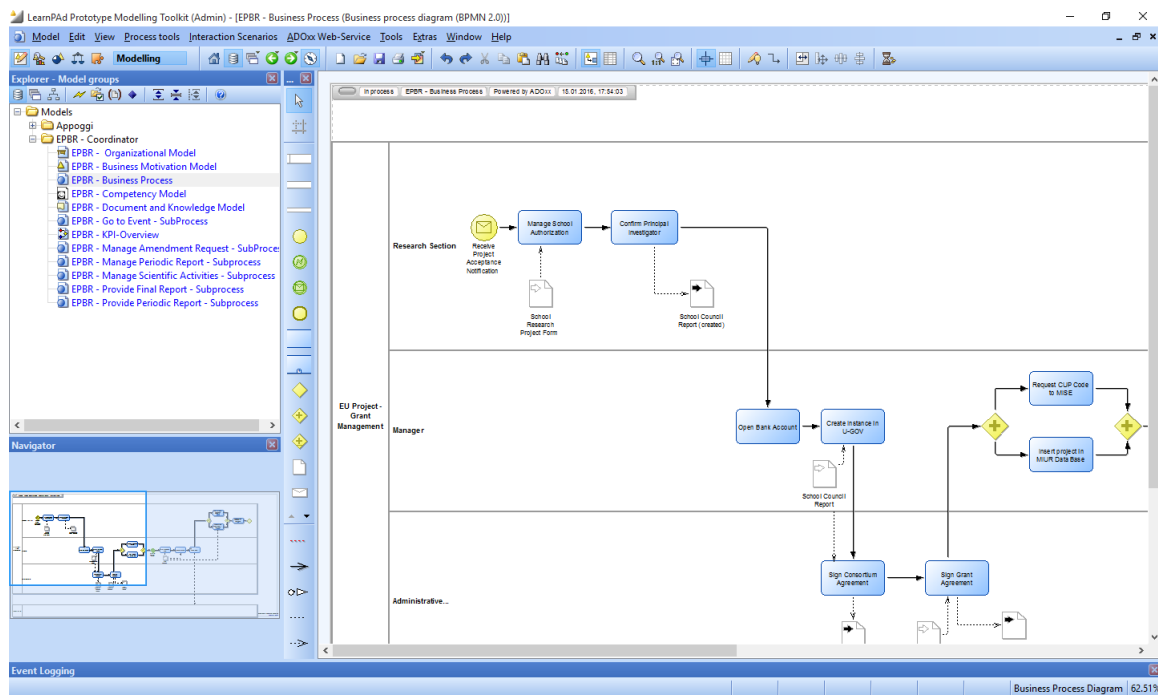 LearnPAd Prototype Modelling Toolkit (Admin) - [EPBR - Business Process (Business process diagram (BPMN 2.0))]
Model Edit View Process tools Interaction Scenarios ADOxx Web-Service Tools Extras Window Help
Modelling
Explorer - Model groups
...
Models
Appoggi
EPBR - Coordinator
EPBR - Organizational Model
EPBR - Business Motivation Model
EPBR - Business Process
EPBR - Competency Model
EPBR - Document and Knowledge Model
EPBR - Go to Event - SubProcess
EPBR - KPI-Overview
EPBR - Manage Amendment Request - SubProces
EPBR - Manage Periodic Report - Subprocess
EPBR - Manage Scientific Activities - Subprocess
EPBR - Provide Final Report - Subprocess
EPBR - Provide Periodic Report - Subprocess
Navigator
In process EPBR - Business Process Powered by ADOxx 15.01.2016, 17:54:03
EU Project -
Grant
Management
Research Section
Receive
Project
Acceptance
Notification
Manage School
Authorization
Confirm Principal
Investigator
School
Research
Project Form
School Council
Report (created)
Manager
Open Bank Account
Create Instance in
U-GOV
School Council
Report
Request CUP Code
to MISE
Insert project in
MIUR Data Base
Administrative...
Sign Consortium
Agreement
Sign Grant
Agreement
Event Logging
Business Process Diagram 62.51%